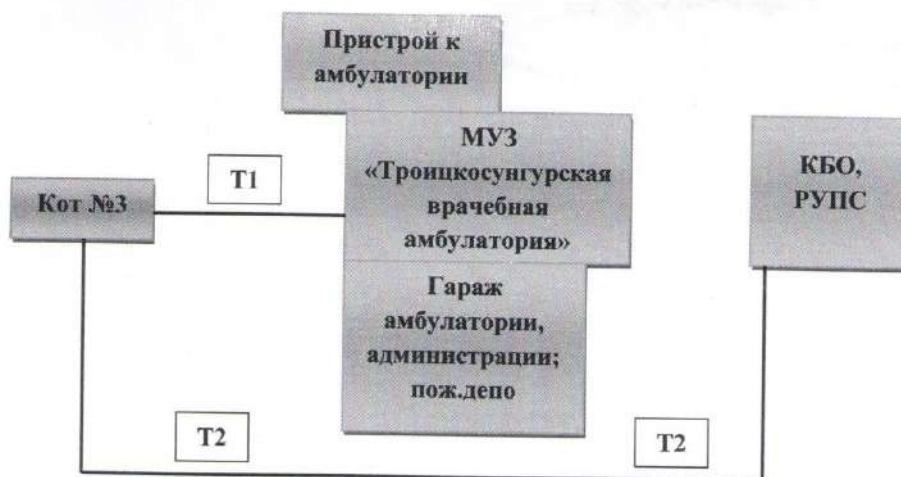 Пристрой к
амбулатории
МУЗ
«Троицкосунгурская
врачебная
амбулатория»
КБО,
РУПС
Т1
Кот №3
Гараж
амбулатории,
администрации;
пож.депо
Т2
Т2